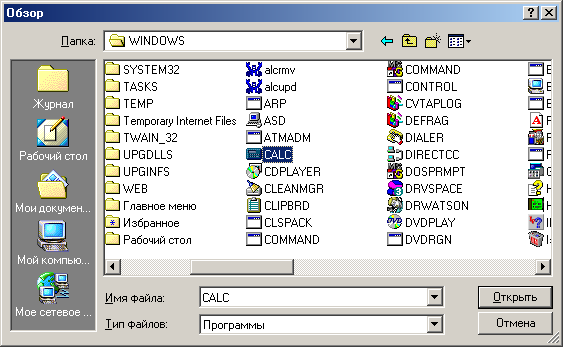 Обзор
Папка: WINDOWS
Журнал
Рабочий стол
Мои докумен...
Мой компью...
Мое сетевое ...
SYSTEM32
TASKS
TEMP
Temporary Internet Files
TWAIN_32
UPGDLLS
UPGINFS
WEB
Главное меню
Избранное
Рабочий стол
alcrmv
alcupd
ARP
ASD
ATMADM
CALC
CDPLAYER
CLEANMGR
CLIPBRD
CLSPACK
COMMAND
COMMAND
CONTROL
CVTAPLOG
DEFRAG
DIALER
DIRECTCC
DOSPRMPT
DRVSPACE
DRWATSON
DVDPLAY
DVDRGN
Имя файла: CALC
Открыть
Тип файлов: Программы
Отмена